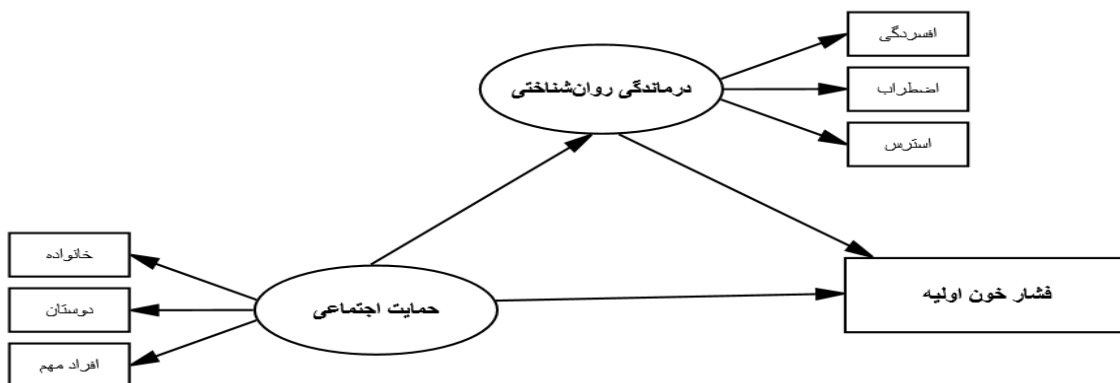 افسردگی
درماندگی روان‌شناختی
اضطراب
استرس
خانواده
حمایت اجتماعی
دوستان
افراد مهم
فشار خون اولیه